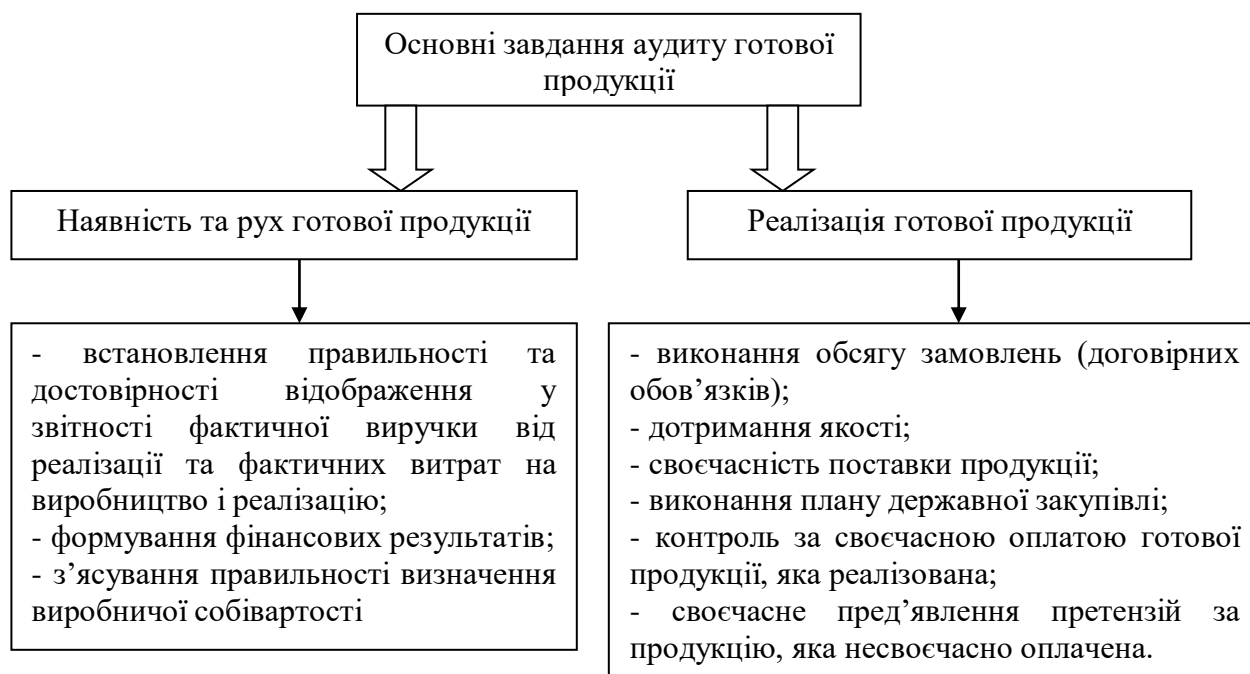 Основні завдання аудиту готової
продукції
Наявність та рух готової продукції
Реалізація готової продукції
- встановлення правильності та
достовірності відображення у
звітності фактичної виручки від
реалізації та фактичних витрат на
виробництво і реалізацію;
- формування фінансових результатів;
- з’ясування правильності визначення
виробничої собівартості
- виконання обсягу замовлень (договірних
обов’язків);
- дотримання якості;
- своєчасність поставки продукції;
- виконання плану державної закупівлі;
- контроль за своєчасною оплатою готової
продукції, яка реалізована;
- своєчасне пред’явлення претензій за
продукцію, яка несвоєчасно оплачена.